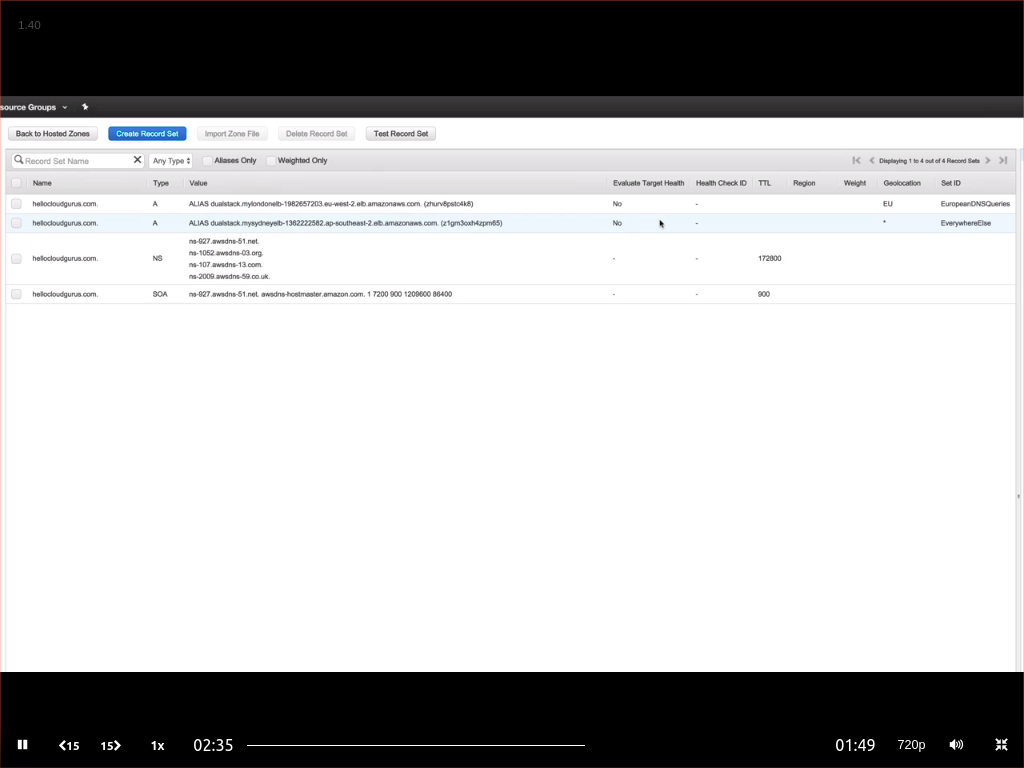 1.40
source Groups
Back to Hosted Zones Create Record Set Import Zone File Delete Record Set Test Record Set
Record Set Name Any Type Aliases Only Weighted Only Displaying 1 to 4 out of 4 Record Sets
Name Type Value Evaluate Target Health Health Check ID TTL Region Weight Geolocation Set ID
hellocloudgurus.com. A ALIAS dualstack.mylondonelb-1982657203.eu-west-2.elb.amazonaws.com. (zhurv8pstc4k8) No - EU EuropeanDNSQueries
hellocloudgurus.com. A ALIAS dualstack.mysydneyelb-1362222582.ap-southeast-2.elb.amazonaws.com. (z1gm3oxh4zpm65) No - * EverywhereElse
ns-927.awsdns-51.net.
ns-1052.awsdns-03.org.
hellocloudgurus.com. NS - - 172800
ns-107.awsdns-13.com.
ns-2009.awsdns-59.co.uk.
hellocloudgurus.com. SOA ns-927.awsdns-51.net. awsdns-hostmaster.amazon.com. 1 7200 900 1209600 86400 - - 900
15 15 1x 02:35 01:49 720p